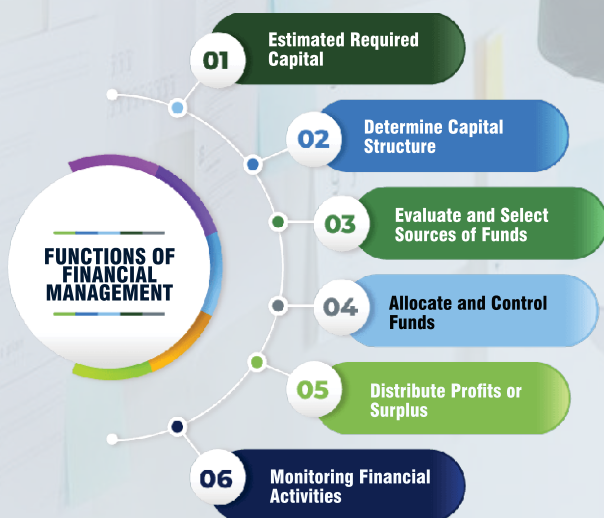 01
Estimated Required
Capital
02
Determine Capital
Structure
03
Evaluate and Select
Sources of Funds
FUNCTIONS OF
FINANCIAL
MANAGEMENT
04
Allocate and Control
Funds
05
Distribute Profits or
Surplus
06
Monitoring Financial
Activities